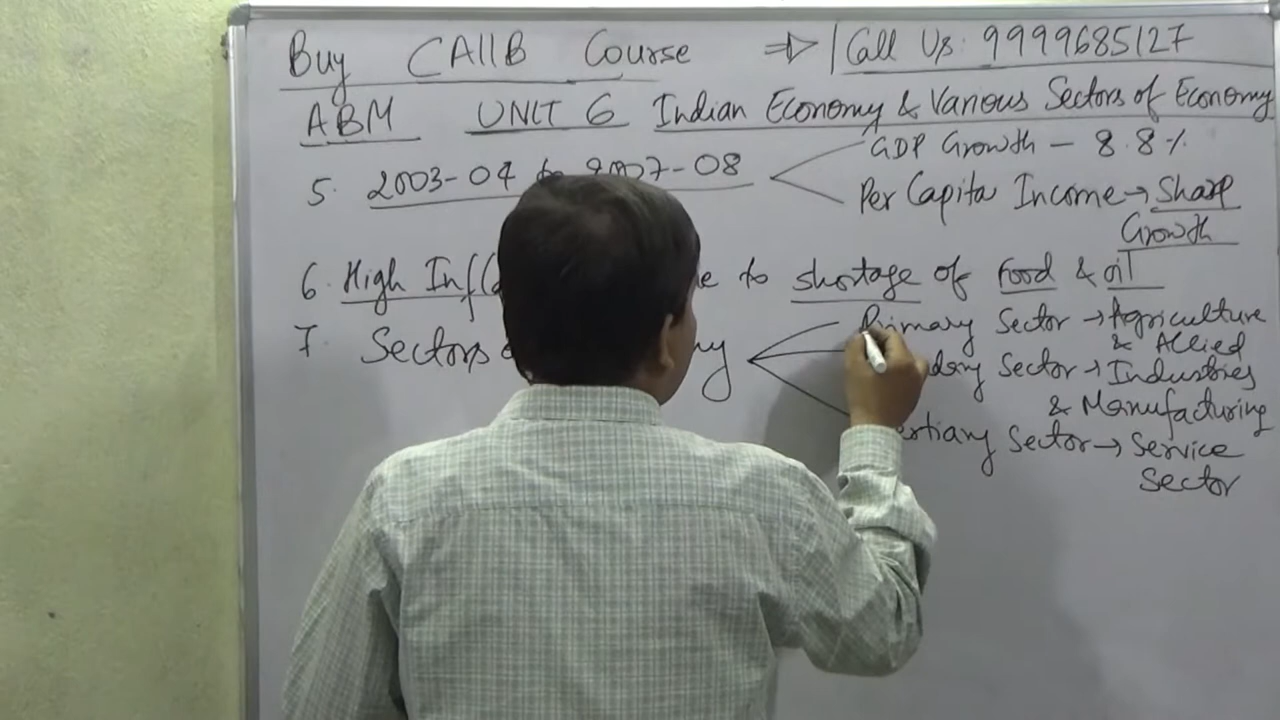 Buy CAIIB Course ⇒ | Call Us: 9999685127
ABM UNIT 6 Indian Economy & Various Sectors of Economy
5. 2003-04 2007-08
GDP Growth - 8.8%
Per Capita Income → Sharp
Growth
6. High to shortage of Food & oil
7 Sectors
Primary Sector → Agriculture
& Allied
Sector → Industries
& Manufacturing
Sector → Service
Sector